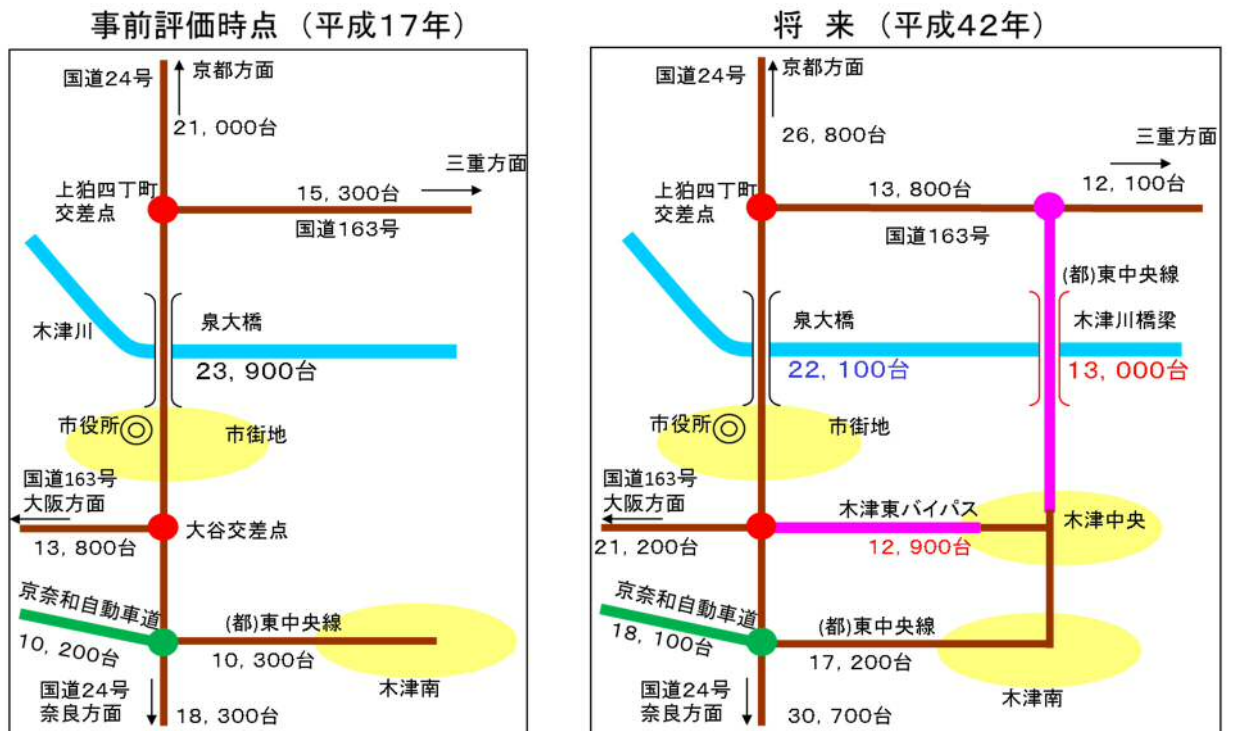 事前評価時点（平成17年）
国道24号
京都方面
21，000台
三重方面
上狛四丁町
交差点
15，300台
国道163号
木津川
泉大橋
23，900台
市役所
市街地
国道163号
大阪方面
13，800台
大谷交差点
京奈和自動車道
10，200台
(都)東中央線
10，300台
木津南
国道24号
奈良方面
18，300台
将　来（平成42年）
国道24号
京都方面
26，800台
三重方面
上狛四丁町
交差点
13，800台
12，100台
国道163号
(都)東中央線
木津川
泉大橋
木津川橋梁
22，100台
13，000台
市役所
市街地
国道163号
大阪方面
21，200台
木津東バイパス
12，900台
木津中央
京奈和自動車道
18，100台
(都)東中央線
17，200台
木津南
国道24号
奈良方面
30，700台